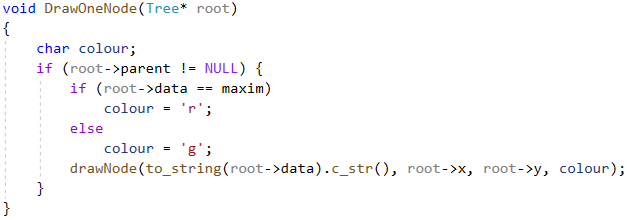 void DrawOneNode(Tree* root)
{
    char colour;
    if (root->parent != NULL) {
        if (root->data == maxim)
            colour = 'r';
        else
            colour = 'g';
        drawNode(to_string(root->data).c_str(), root->x, root->y, colour);
    }
}